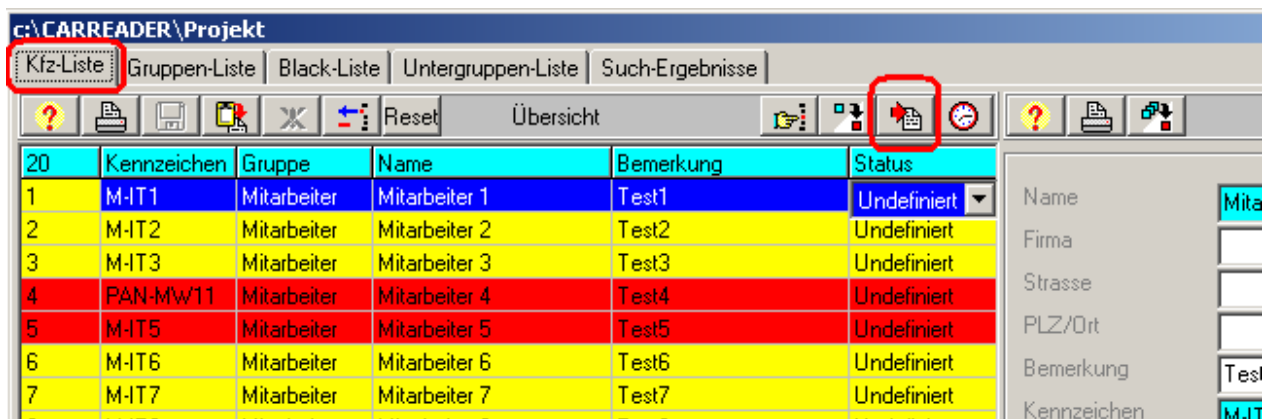 c:\CARREADER\Projekt
Kfz-Liste Gruppen-Liste Black-Liste Untergruppen-Liste Such-Ergebnisse
? Reset Übersicht ?
20 Kennzeichen Gruppe Name Bemerkung Status
1 M-IT1 Mitarbeiter Mitarbeiter 1 Test1 Undefiniert
2 M-IT2 Mitarbeiter Mitarbeiter 2 Test2 Undefiniert
3 M-IT3 Mitarbeiter Mitarbeiter 3 Test3 Undefiniert
4 PAN-MW11 Mitarbeiter Mitarbeiter 4 Test4 Undefiniert
5 M-IT5 Mitarbeiter Mitarbeiter 5 Test5 Undefiniert
6 M-IT6 Mitarbeiter Mitarbeiter 6 Test6 Undefiniert
7 M-IT7 Mitarbeiter Mitarbeiter 7 Test7 Undefiniert
Name Mita
Firma
Strasse
PLZ/Ort
Bemerkung Test
Kennzeichen M-IT